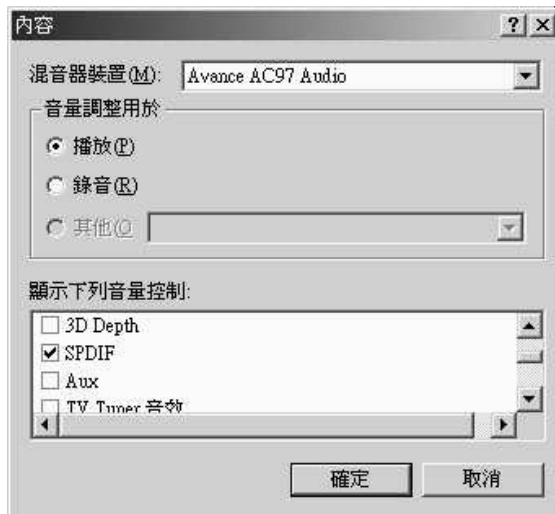 內容
混音器裝置(M): Avance AC97 Audio
音量調整用於
播放(P)
錄音(R)
其他(O
顯示下列音量控制:
3D Depth
SPDIF
Aux
TV Tuner 音效
確定 取消